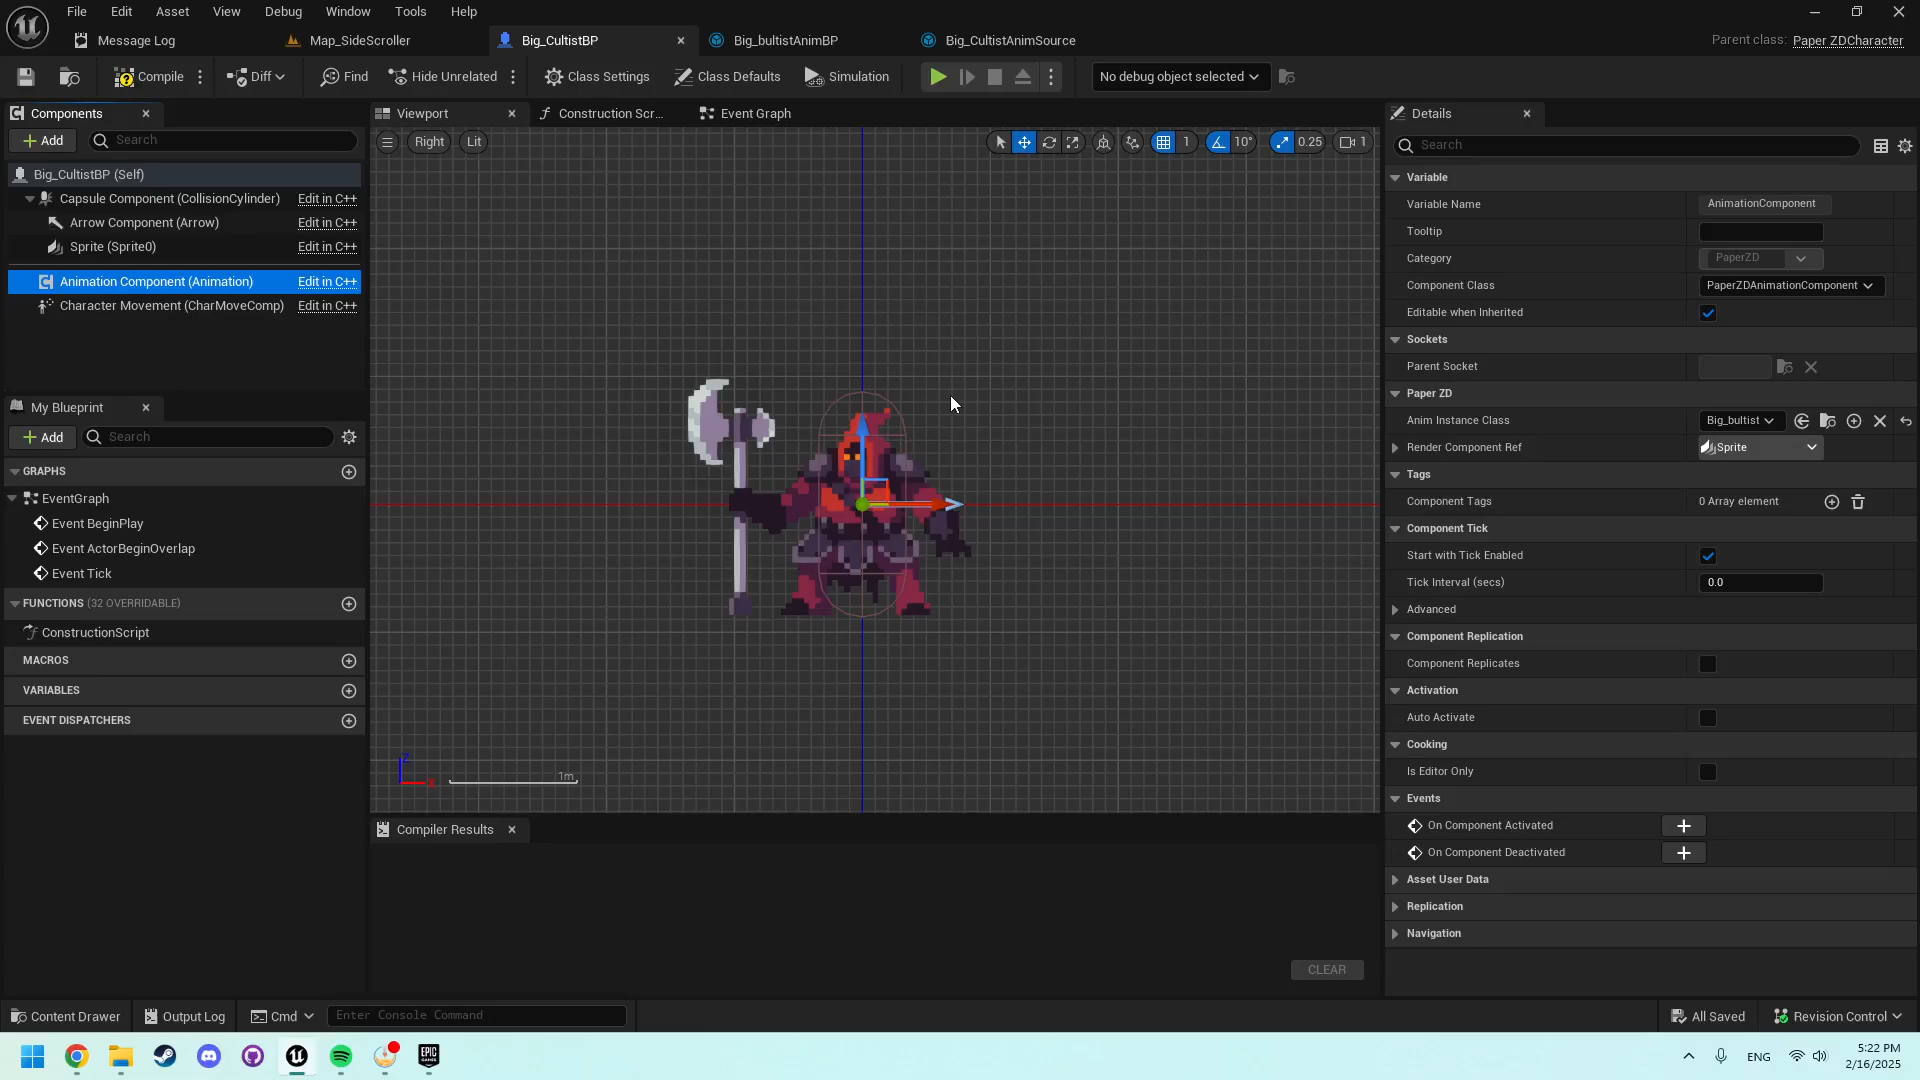 File Edit Asset View Debug Window Tools Help
Message Log Map_SideScroller Big_CultistBP Big_bultistAnimBP Big_CultistAnimSource Parent class: Paper ZDCharacter
Compile Diff Find Hide Unrelated Class Settings Class Defaults Simulation No debug object selected
Components
Add Search
Big_CultistBP (Self)
Capsule Component (CollisionCylinder) Edit in C++
Arrow Component (Arrow) Edit in C++
Sprite (Sprite0) Edit in C++
Animation Component (Animation) Edit in C++
Character Movement (CharMoveComp) Edit in C++
My Blueprint
Add Search
GRAPHS
EventGraph
Event BeginPlay
Event ActorBeginOverlap
Event Tick
FUNCTIONS (32 OVERRIDABLE)
ConstructionScript
MACROS
VARIABLES
EVENT DISPATCHERS
Viewport Construction Scr... Event Graph
Right Lit 1 10° 0.25 1
Z
X
1m
Compiler Results
CLEAR
Details
Search
Variable
Variable Name AnimationComponent
Tooltip
Category PaperZD
Component Class PaperZDAnimationComponent
Editable when Inherited
Sockets
Parent Socket
Paper ZD
Anim Instance Class Big_bultist
Render Component Ref Sprite
Tags
Component Tags 0 Array element
Component Tick
Start with Tick Enabled
Tick Interval (secs) 0.0
Advanced
Component Replication
Component Replicates
Activation
Auto Activate
Cooking
Is Editor Only
Events
On Component Activated
On Component Deactivated
Asset User Data
Replication
Navigation
Content Drawer Output Log Cmd Enter Console Command All Saved Revision Control
EPIC GAMES
ENG
5:22 PM
2/16/2025